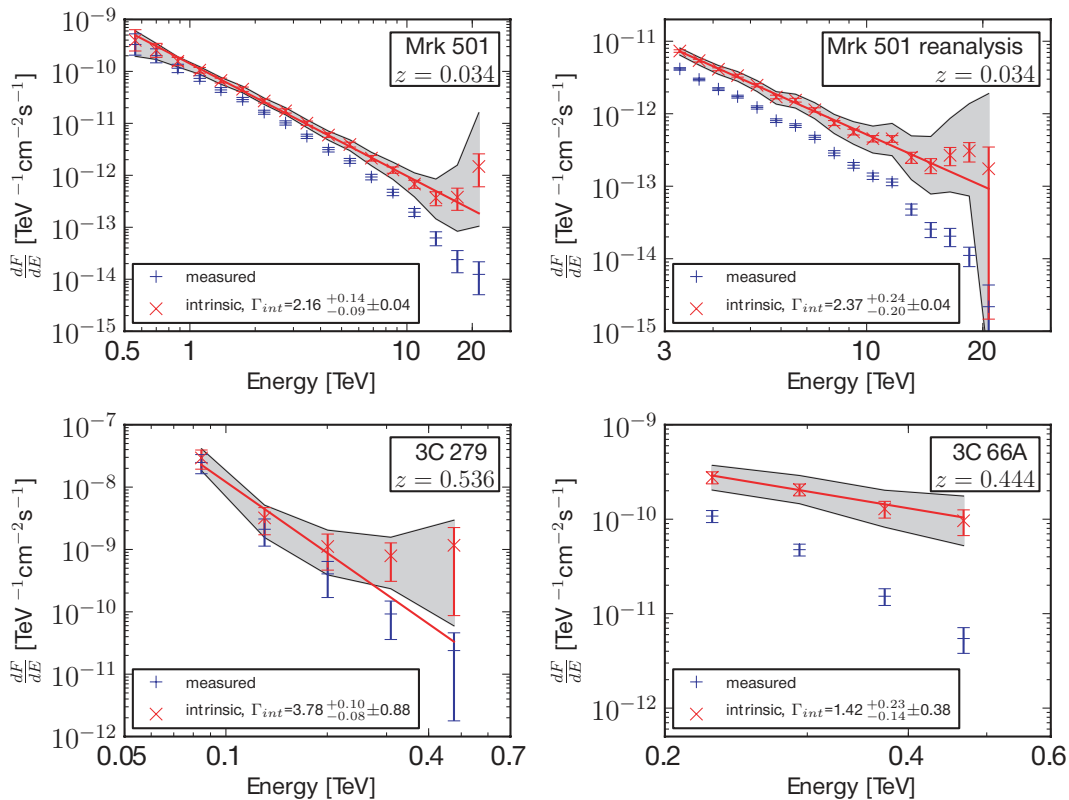 Mrk 501
z = 0.034
10^-9
10^-10
10^-11
10^-12
10^-13
10^-14
10^-15
dF/dE [TeV ^-1 cm^-2 s^-1]
measured
intrinsic, Γ_int=2.16 +0.14 -0.09 ±0.04
0.5 1 10 20
Energy [TeV]
Mrk 501 reanalysis
z = 0.034
10^-11
10^-12
10^-13
10^-14
10^-15
dF/dE [TeV ^-1 cm^-2 s^-1]
measured
intrinsic, Γ_int=2.37 +0.24 -0.20 ±0.04
3 10 20
Energy [TeV]
3C 279
z = 0.536
10^-7
10^-8
10^-9
10^-10
10^-11
10^-12
dF/dE [TeV ^-1 cm^-2 s^-1]
measured
intrinsic, Γ_int=3.78 +0.10 -0.08 ±0.88
0.05 0.1 0.4 0.7
Energy [TeV]
3C 66A
z = 0.444
10^-9
10^-10
10^-11
10^-12
dF/dE [TeV ^-1 cm^-2 s^-1]
measured
intrinsic, Γ_int=1.42 +0.23 -0.14 ±0.38
0.2 0.4 0.6
Energy [TeV]